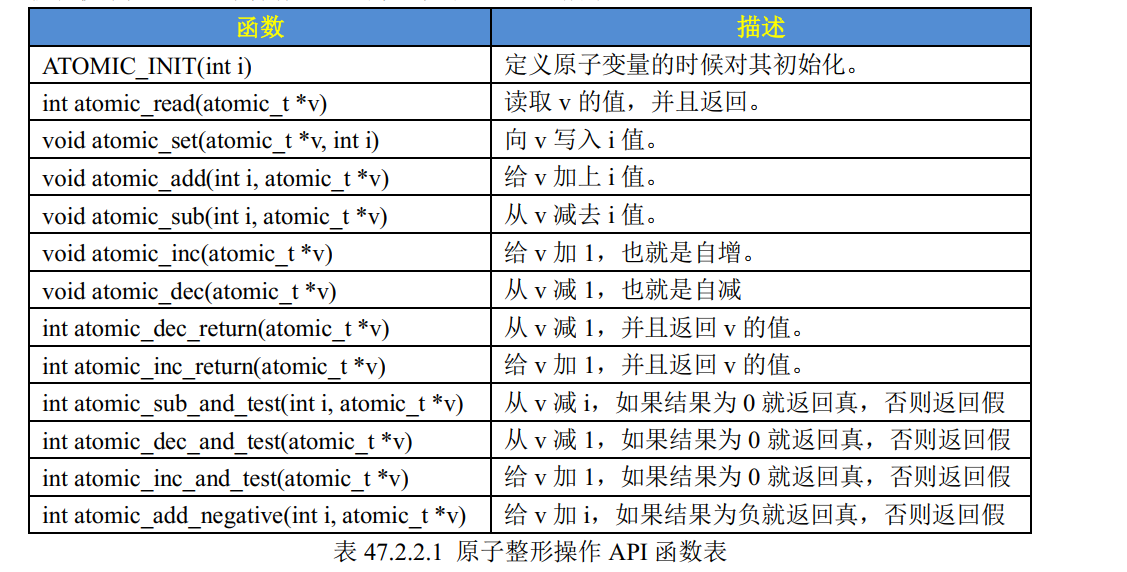 函数 描述
ATOMIC_INIT(int i) 定义原子变量的时候对其初始化。
int atomic_read(atomic_t *v) 读取 v 的值，并且返回。
void atomic_set(atomic_t *v, int i) 向 v 写入 i 值。
void atomic_add(int i, atomic_t *v) 给 v 加上 i 值。
void atomic_sub(int i, atomic_t *v) 从 v 减去 i 值。
void atomic_inc(atomic_t *v) 给 v 加 1，也就是自增。
void atomic_dec(atomic_t *v) 从 v 减 1，也就是自减
int atomic_dec_return(atomic_t *v) 从 v 减 1，并且返回 v 的值。
int atomic_inc_return(atomic_t *v) 给 v 加 1，并且返回 v 的值。
int atomic_sub_and_test(int i, atomic_t *v) 从 v 减 i，如果结果为 0 就返回真，否则返回假
int atomic_dec_and_test(atomic_t *v) 从 v 减 1，如果结果为 0 就返回真，否则返回假
int atomic_inc_and_test(atomic_t *v) 给 v 加 1，如果结果为 0 就返回真，否则返回假
int atomic_add_negative(int i, atomic_t *v) 给 v 加 i，如果结果为负就返回真，否则返回假
表 47.2.2.1 原子整形操作 API 函数表